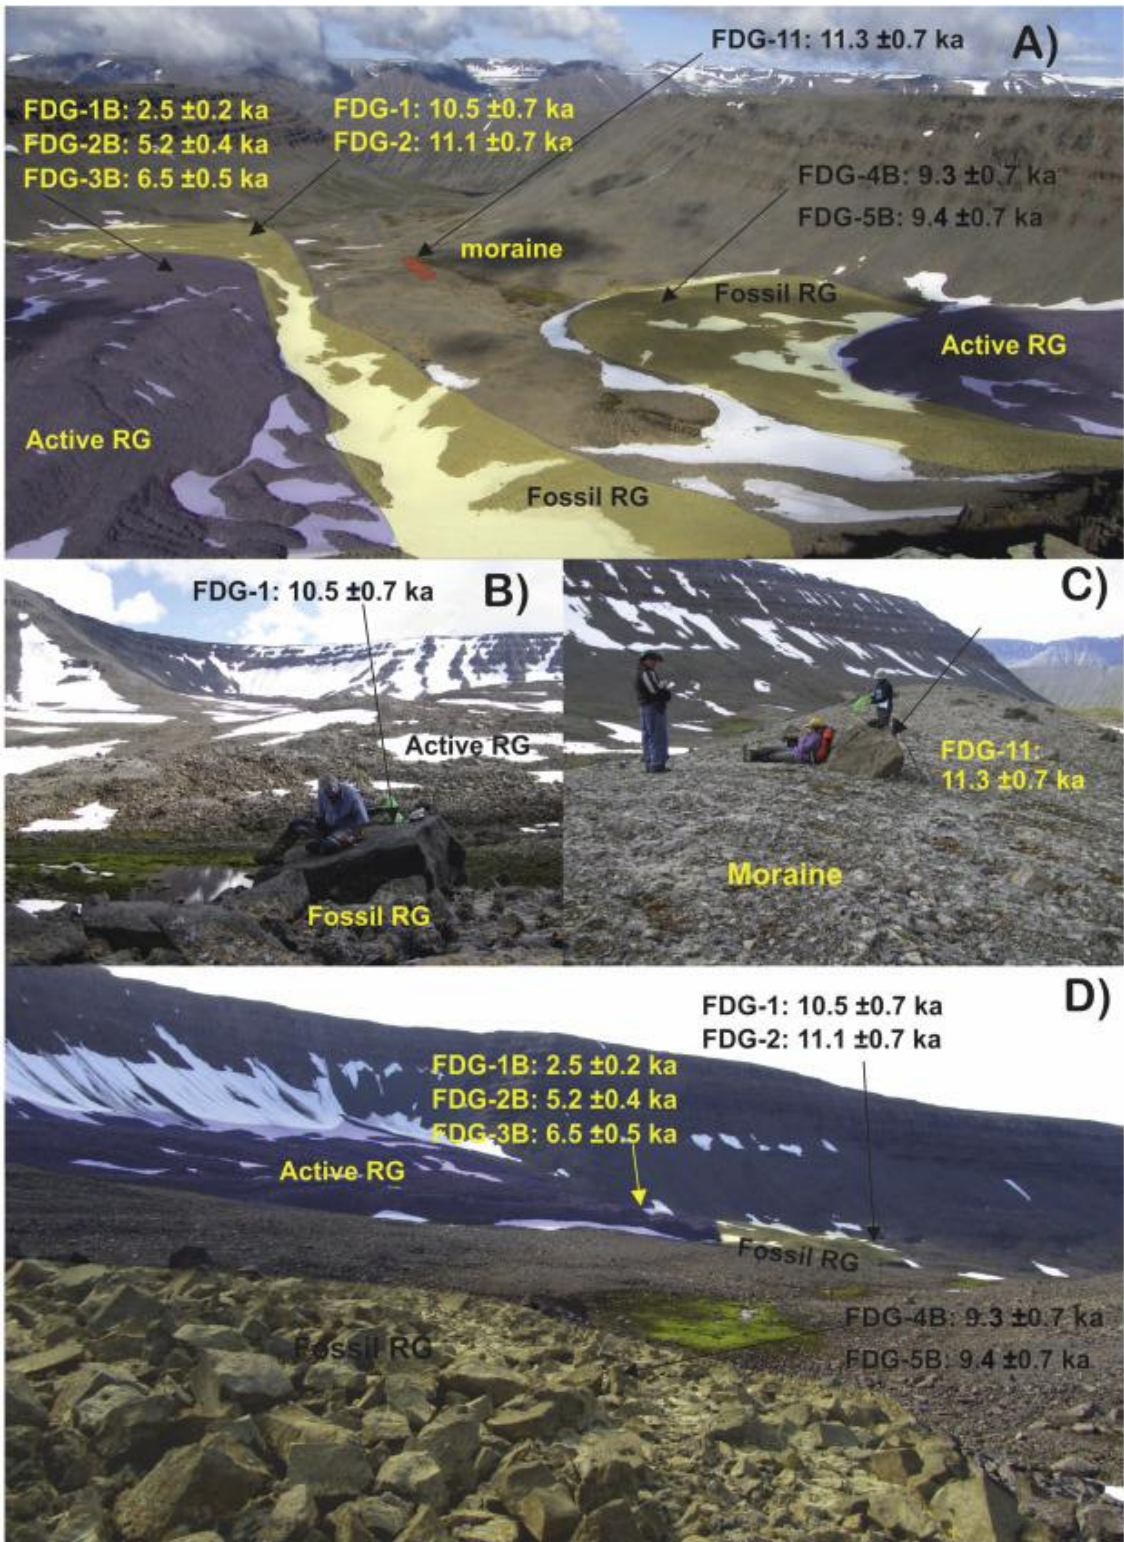 A)
FDG-11: 11.3 ±0.7 ka
FDG-1B: 2.5 ±0.2 ka
FDG-2B: 5.2 ±0.4 ka
FDG-3B: 6.5 ±0.5 ka
FDG-1: 10.5 ±0.7 ka
FDG-2: 11.1 ±0.7 ka
FDG-4B: 9.3 ±0.7 ka
FDG-5B: 9.4 ±0.7 ka
moraine
Fossil RG
Active RG
Active RG
Fossil RG
FDG-1: 10.5 ±0.7 ka
B)
Active RG
Fossil RG
C)
FDG-11:
11.3 ±0.7 ka
Moraine
D)
FDG-1: 10.5 ±0.7 ka
FDG-2: 11.1 ±0.7 ka
FDG-1B: 2.5 ±0.2 ka
FDG-2B: 5.2 ±0.4 ka
FDG-3B: 6.5 ±0.5 ka
Active RG
Fossil RG
FDG-4B: 9.3 ±0.7 ka
FDG-5B: 9.4 ±0.7 ka
Fossil RG